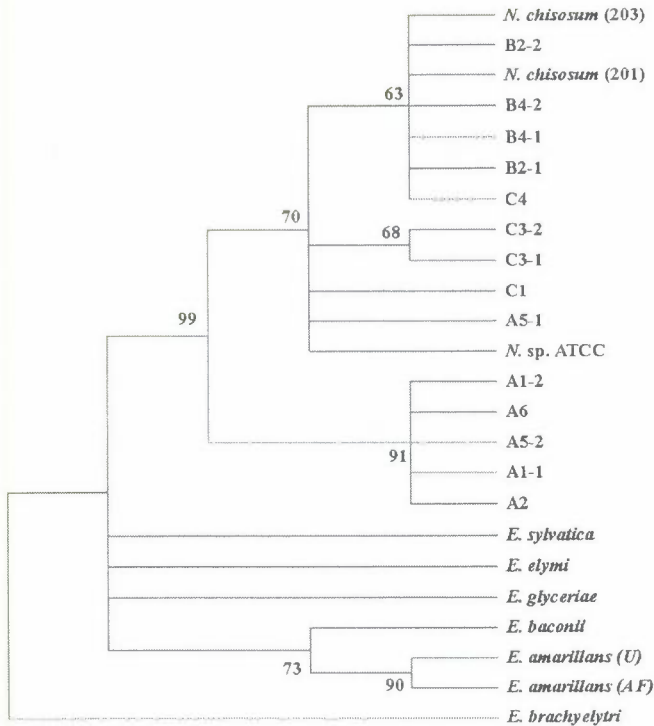 N. chisosum (203)
B2-2
N. chisosum (201)
63
B4-2
B4-1
B2-1
C4
70
68
C3-2
C3-1
C1
99
A5-1
N. sp. ATCC
A1-2
A6
A5-2
91
A1-1
A2
E. sylvatica
E. elymi
E. glyceriae
E. baconii
73
E. amarillans (U)
90
E. amarillans (AF)
E. brachyelytri